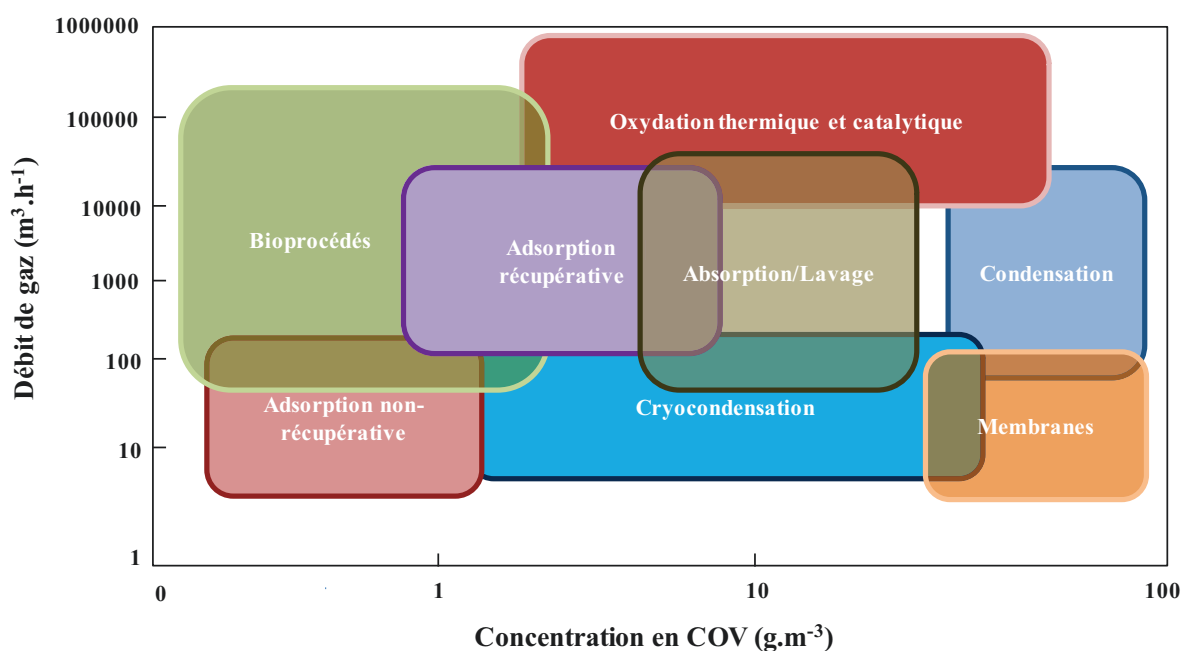 1000000
100000
10000
1000
100
10
1
Débit de gaz (m³.h⁻¹)
Oxydation thermique et catalytique
Bioprocédés
Adsorption
récupérative
Absorption/Lavage
Condensation
Adsorption non-
récupérative
Cryocondensation
Membranes
0
1
10
100
Concentration en COV (g.m⁻³)